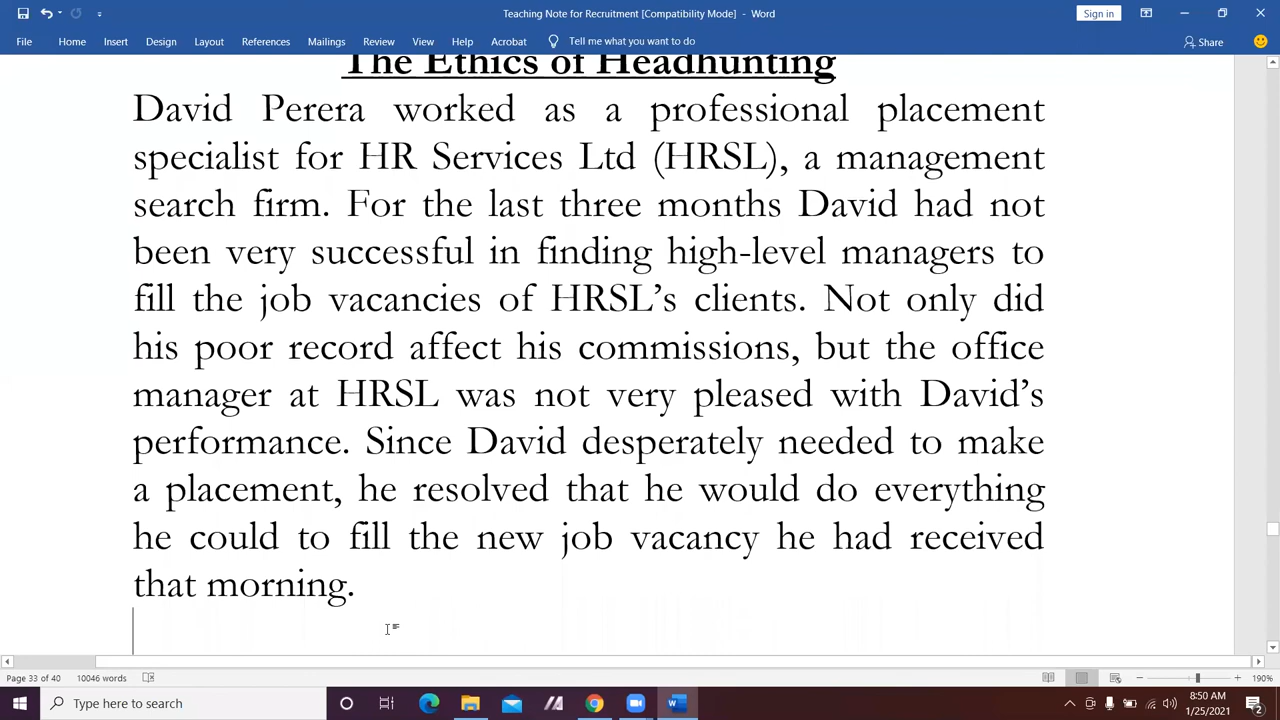 Teaching Note for Recruitment [Compatibility Mode] - Word
Sign in
File Home Insert Design Layout References Mailings Review View Help Acrobat Tell me what you want to do Share
The Ethics of Headhunting
David Perera worked as a professional placement
specialist for HR Services Ltd (HRSL), a management
search firm. For the last three months David had not
been very successful in finding high-level managers to
fill the job vacancies of HRSL’s clients. Not only did
his poor record affect his commissions, but the office
manager at HRSL was not very pleased with David’s
performance. Since David desperately needed to make
a placement, he resolved that he would do everything
he could to fill the new job vacancy he had received
that morning.
Page 33 of 40 10046 words 190%
Type here to search
8:50 AM
1/25/2021
2